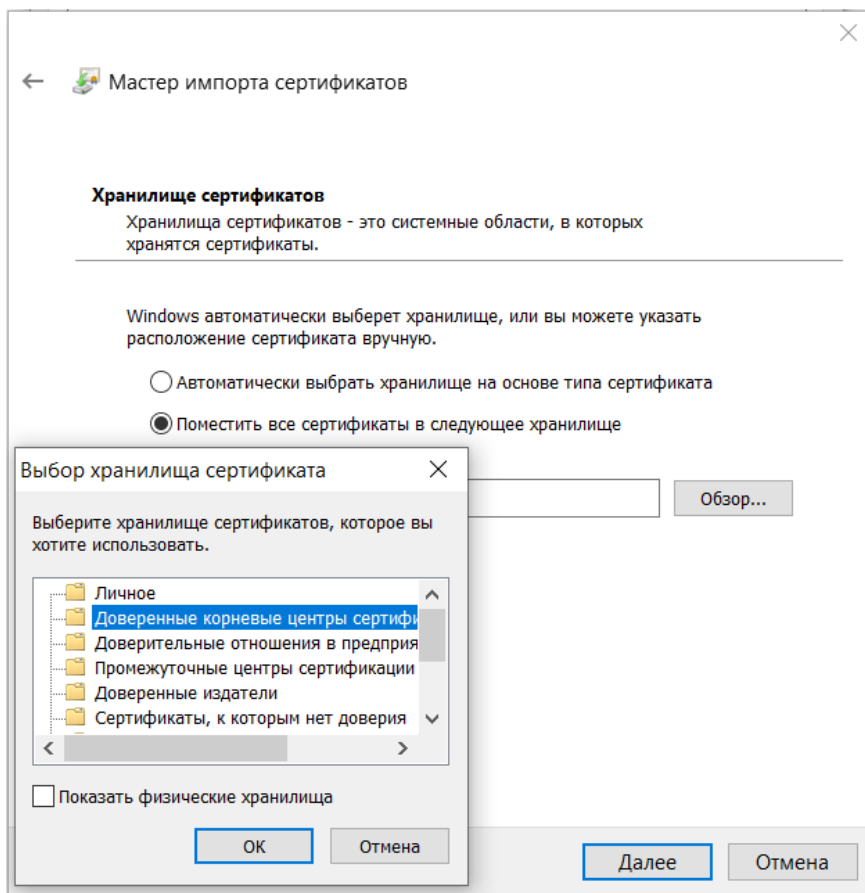 Мастер импорта сертификатов
Хранилище сертификатов
Хранилища сертификатов - это системные области, в которых
хранятся сертификаты.
Windows автоматически выберет хранилище, или вы можете указать
расположение сертификата вручную.
Автоматически выбрать хранилище на основе типа сертификата
Поместить все сертификаты в следующее хранилище
Обзор...
Выбор хранилища сертификата
Выберите хранилище сертификатов, которое вы
хотите использовать.
Личное
Доверенные корневые центры сертифи
Доверительные отношения в предприя
Промежуточные центры сертификации
Доверенные издатели
Сертификаты, к которым нет доверия
Показать физические хранилища
ОК
Отмена
Далее
Отмена